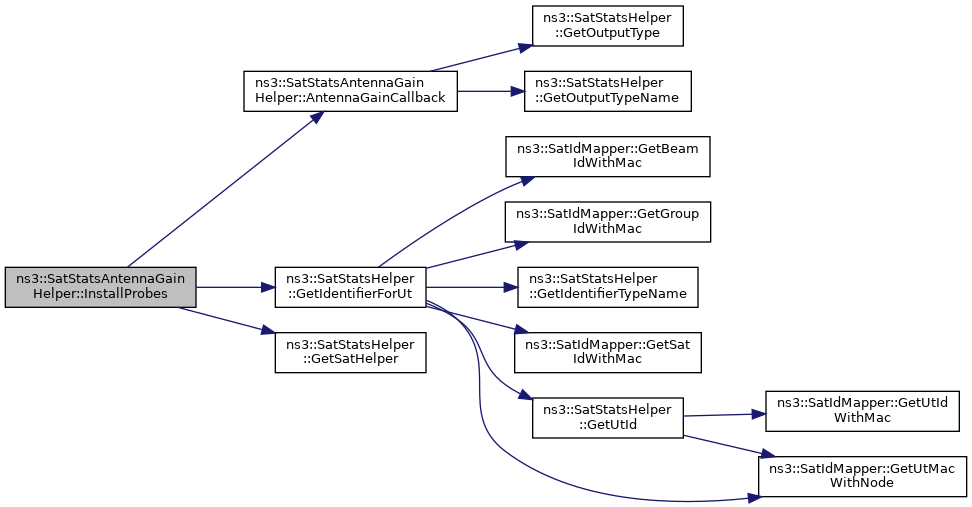 ns3::SatStatsHelper
::GetOutputType
ns3::SatStatsAntennaGain
Helper::AntennaGainCallback
ns3::SatStatsHelper
::GetOutputTypeName
ns3::SatIdMapper::GetBeam
IdWithMac
ns3::SatIdMapper::GetGroup
IdWithMac
ns3::SatStatsAntennaGain
Helper::InstallProbes
ns3::SatStatsHelper
::GetIdentifierForUt
ns3::SatStatsHelper
::GetIdentifierTypeName
ns3::SatStatsHelper
::GetSatHelper
ns3::SatIdMapper::GetSat
IdWithMac
ns3::SatStatsHelper
::GetUtId
ns3::SatIdMapper::GetUtId
WithMac
ns3::SatIdMapper::GetUtMac
WithNode